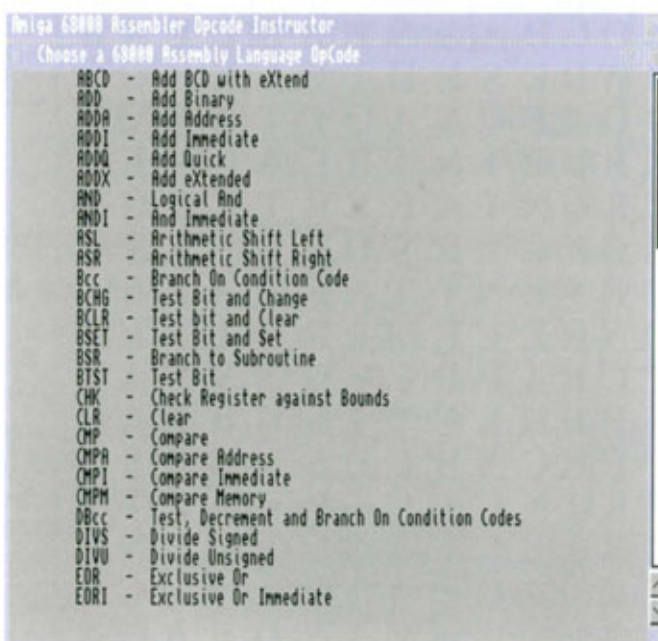 Amiga 68000 Assembler Opcode Instructor
Choose a 68000 Assembly Language OpCode
ABCD - Add BCD with eXtend
ADD - Add Binary
ADDA - Add Address
ADDI - Add Immediate
ADDQ - Add Quick
ADDX - Add eXtended
AND - Logical And
ANDI - And Immediate
ASL - Arithmetic Shift Left
ASR - Arithmetic Shift Right
Bcc - Branch On Condition Code
BCHG - Test Bit and Change
BCLR - Test bit and Clear
BSET - Test Bit and Set
BSR - Branch to Subroutine
BTST - Test Bit
CHK - Check Register against Bounds
CLR - Clear
CMP - Compare
CMPA - Compare Address
CMPI - Compare Immediate
CMPM - Compare Memory
DBcc - Test, Decrement and Branch On Condition Codes
DIVS - Divide Signed
DIVU - Divide Unsigned
EOR - Exclusive Or
EORI - Exclusive Or Immediate